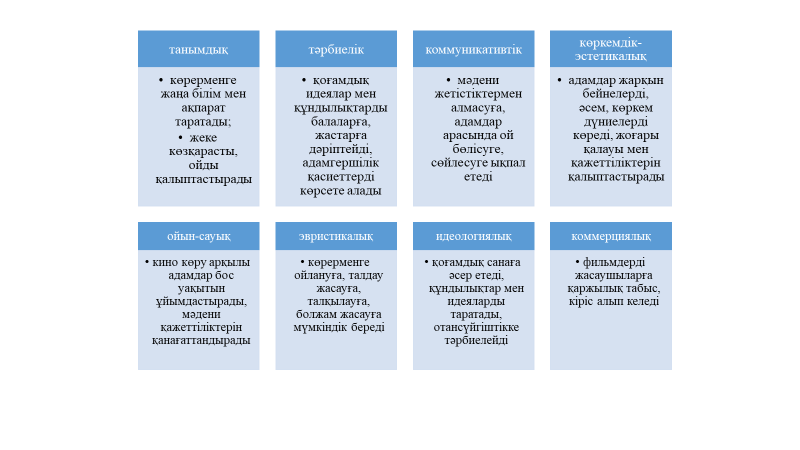 танымдық
• көрерменге
жаңа білім мен
ақпарат
таратады;
• жеке
көзқарасты,
ойды
қалыптастырады
тәрбиелік
• қоғамдық
идеялар мен
құндылықтарды
балаларға,
жастарға
дәріптейді,
адамгершілік
қасиеттерді
көрсете алады
коммуникативтік
• мәдени
жетістіктермен
алмасуға,
адамдар
арасында ой
бөлісуге,
сөйлесуге ықпал
етеді
көркемдік-
эстетикалық
• адамдар жарқын
бейнелерді,
әсем, көркем
дүниелерді
көреді, жоғары
қалауы мен
қажеттіліктерін
қалыптастырады
ойын-сауық
• кино көру арқылы
адамдар бос
уақытын
ұйымдастырады,
мәдени
қажеттіліктерін
қанағаттандырады
эвристикалық
• көрерменге
ойлануға, талдау
жасауға,
талқылауға,
болжам жасауға
мүмкіндік береді
идеологиялық
• қоғамдық санаға
әсер етеді,
құндылықтар мен
идеяларды
таратады,
отансүйгіштікке
тәрбиелейді
коммерциялық
• фильмдерді
жасаушыларға
қаржылық табыс,
кіріс алып келеді